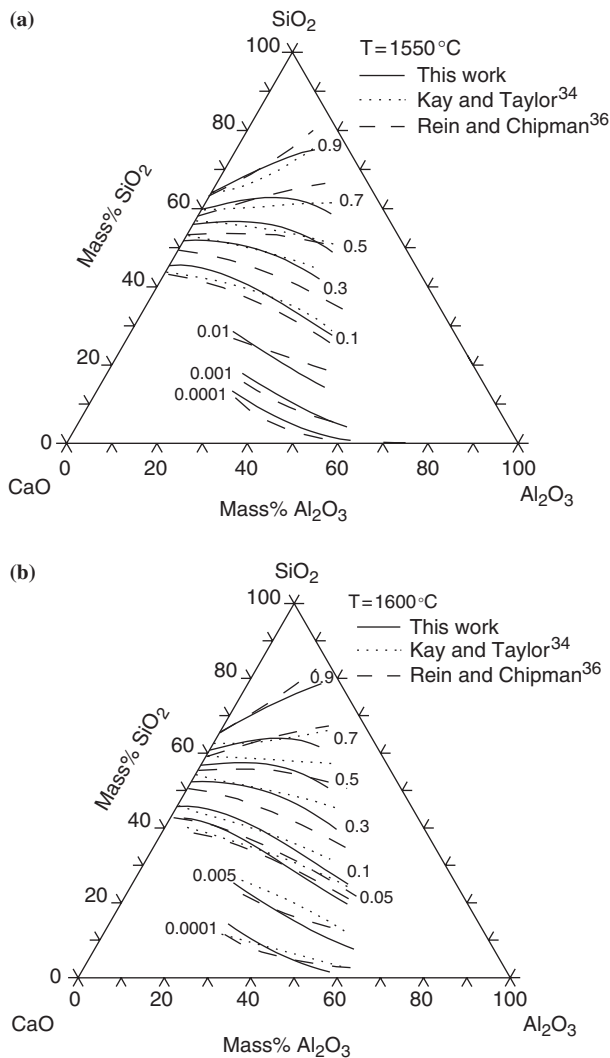 (a)
SiO2
100
T=1550°C
This work
Kay and Taylor34
Rein and Chipman36
80
0.9
Mass% SiO2
60
0.7
0.5
40
0.3
0.1
0.01
20
0.001
0.0001
0
0 20 40 60 80 100
CaO
Mass% Al2O3
Al2O3
(b)
SiO2
100
T=1600°C
This work
Kay and Taylor34
Rein and Chipman36
80
0.9
Mass% SiO2
60
0.7
0.5
40
0.3
0.1
0.05
20
0.005
0.0001
0
0 20 40 60 80 100
CaO
Mass% Al2O3
Al2O3